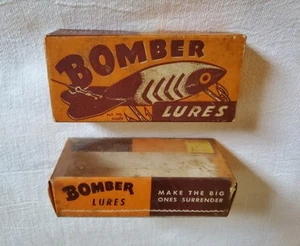 BOMBER
LURES
BOMBER
LURES
MAKE THE BIG
ONES SURRENDER